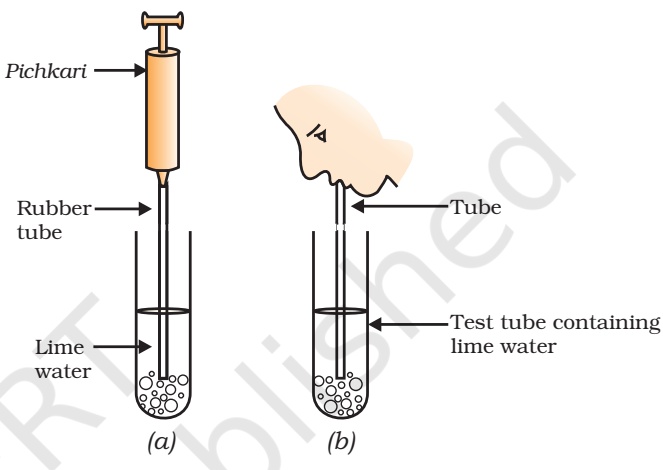 Pichkari
Rubber
tube
Tube
Lime
water
Test tube containing
lime water
(a)
(b)